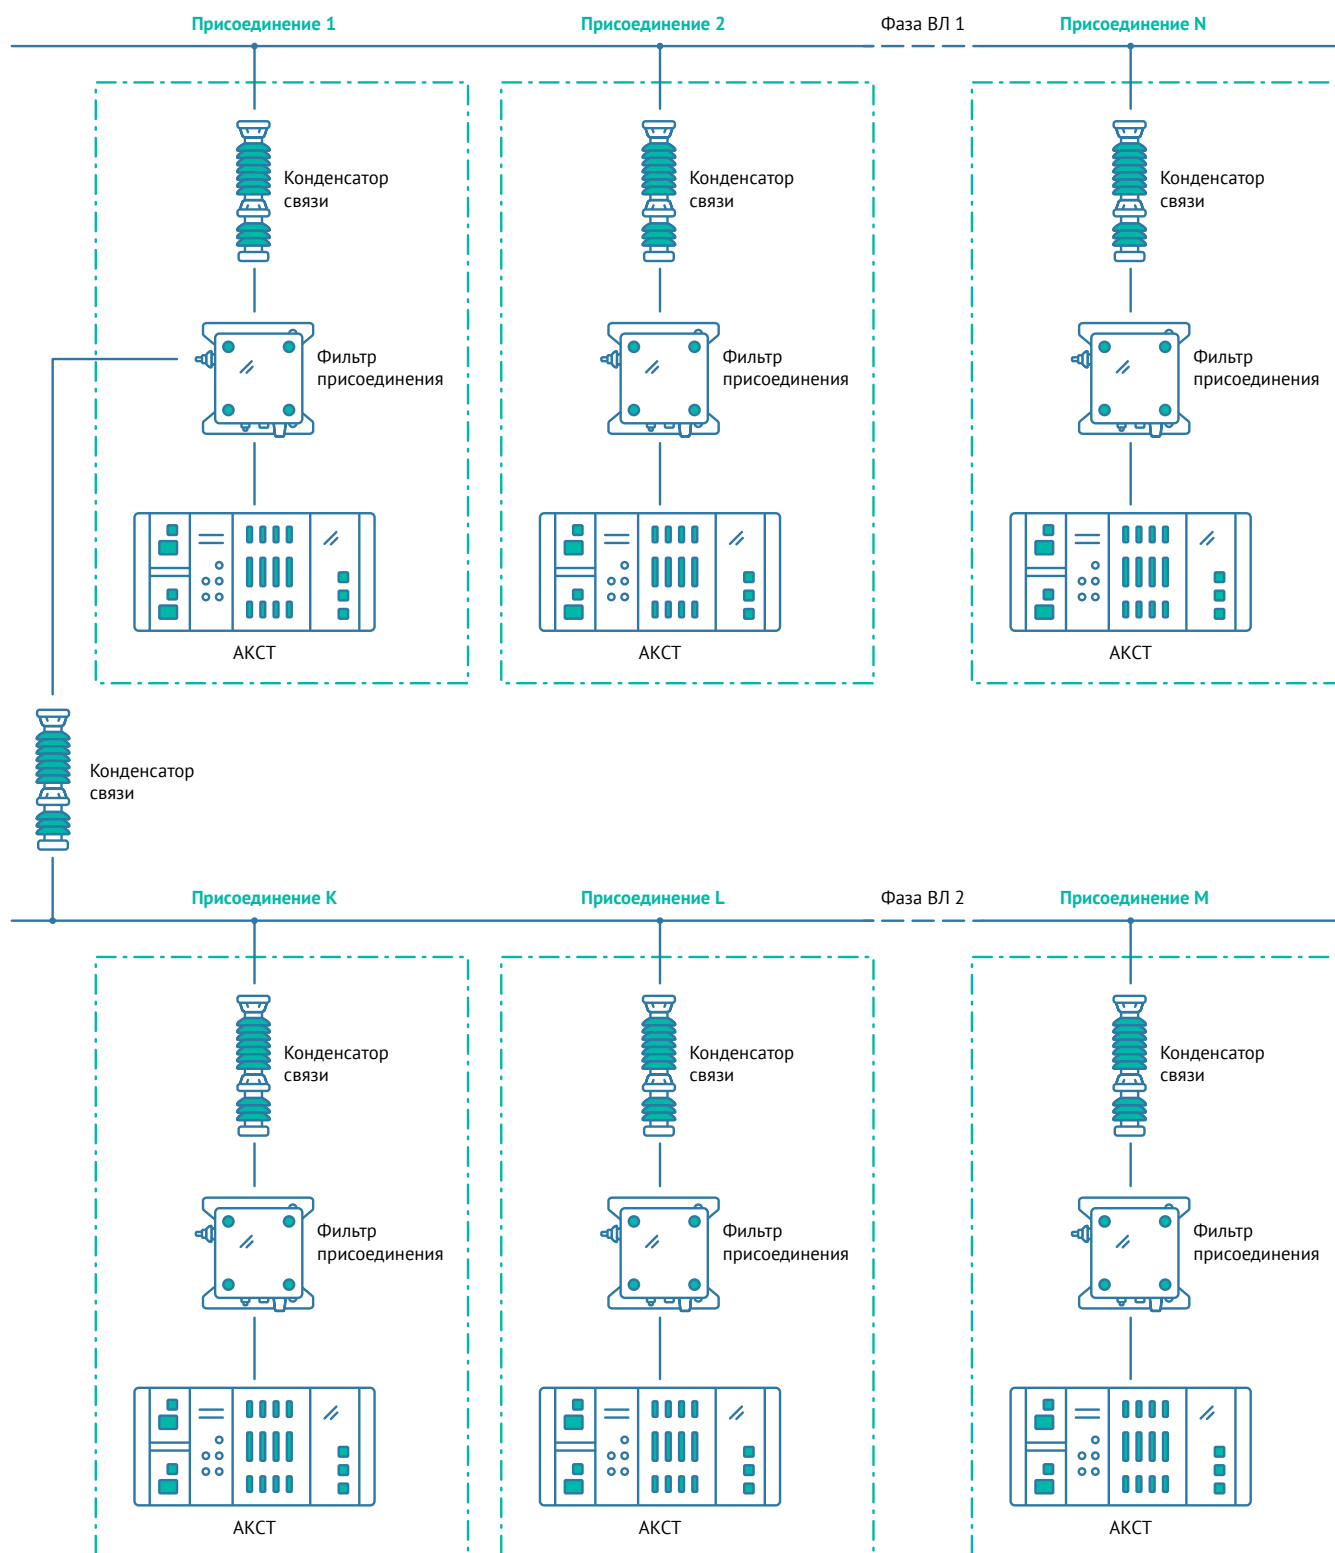 Присоединение 1
Присоединение 2
Фаза ВЛ 1
Присоединение N
Конденсатор
связи
Конденсатор
связи
Конденсатор
связи
Фильтр
присоединения
Фильтр
присоединения
Фильтр
присоединения
АКСТ
АКСТ
АКСТ
Конденсатор
связи
Присоединение K
Присоединение L
Фаза ВЛ 2
Присоединение M
Конденсатор
связи
Конденсатор
связи
Конденсатор
связи
Фильтр
присоединения
Фильтр
присоединения
Фильтр
присоединения
АКСТ
АКСТ
АКСТ